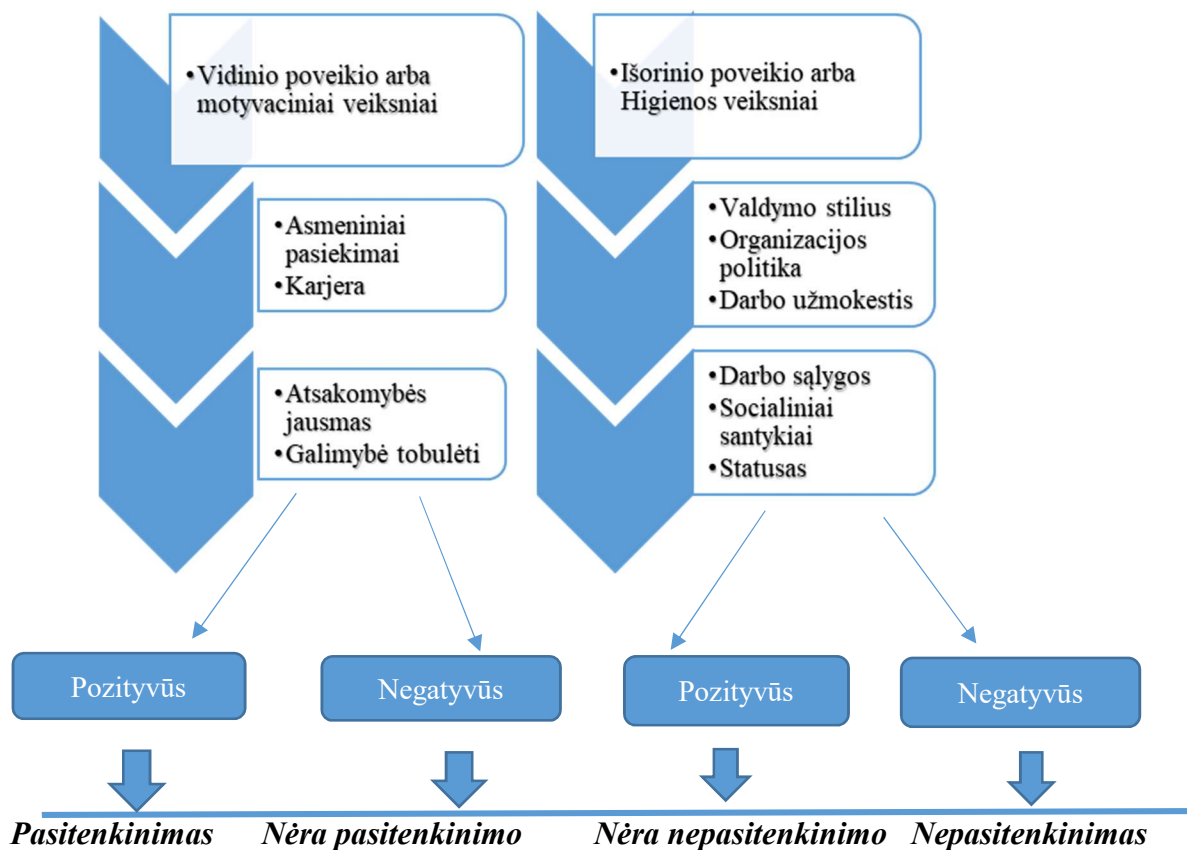 •Vidinio poveikio arba
motyvaciniai veiksniai
•Asmeniniai
pasiekimai
•Karjera
•Atsakomybės
jausmas
•Galimybė tobulėti
•Išorinio poveikio arba
Higienos veiksniai
•Valdymo stilius
•Organizacijos
politika
•Darbo užmokestis
•Darbo sąlygos
•Socialiniai
santykiai
•Statusas
Pozityvūs
Negatyvūs
Pozityvūs
Negatyvūs
Pasitenkinimas
Nėra pasitenkinimo
Nėra nepasitenkinimo
Nepasitenkinimas